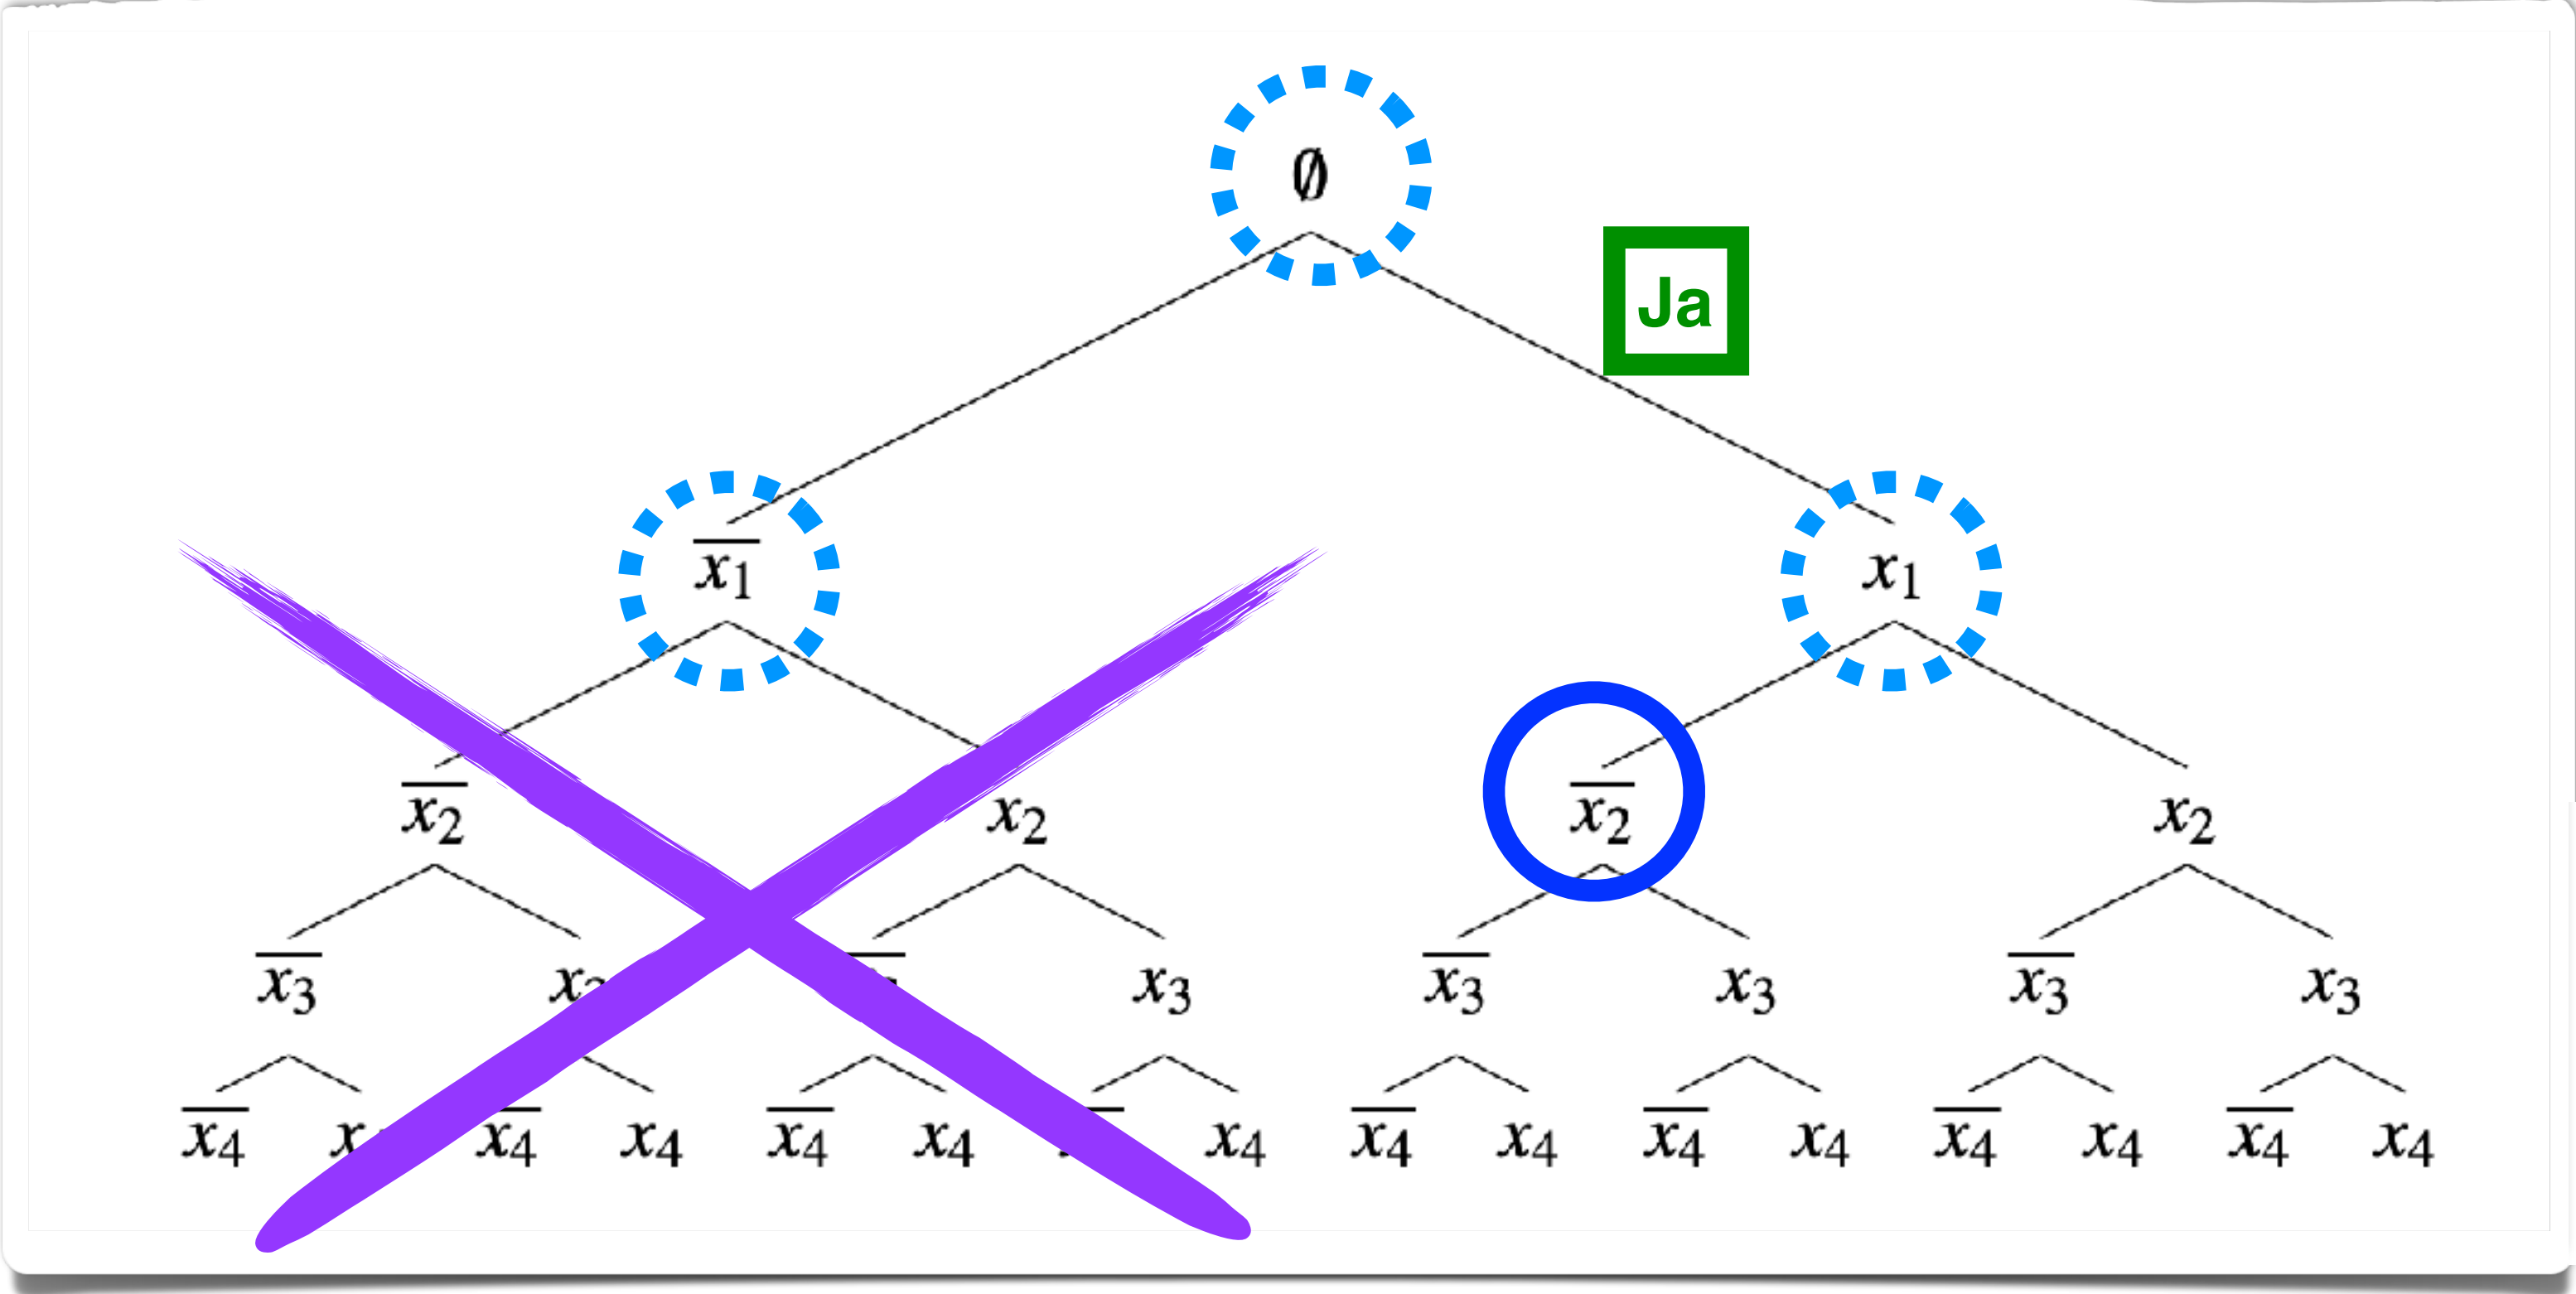 ∅
Ja
x̅₁ x₁
x̅₂ x₂ x̅₂ x₂
x̅₃ x₃ x₃ x̅₃ x₃ x̅₃ x₃
x̅₄ x̅₄ x₄ x̅₄ x₄ x₄ x̅₄ x₄ x̅₄ x₄ x̅₄ x₄ x̅₄ x₄